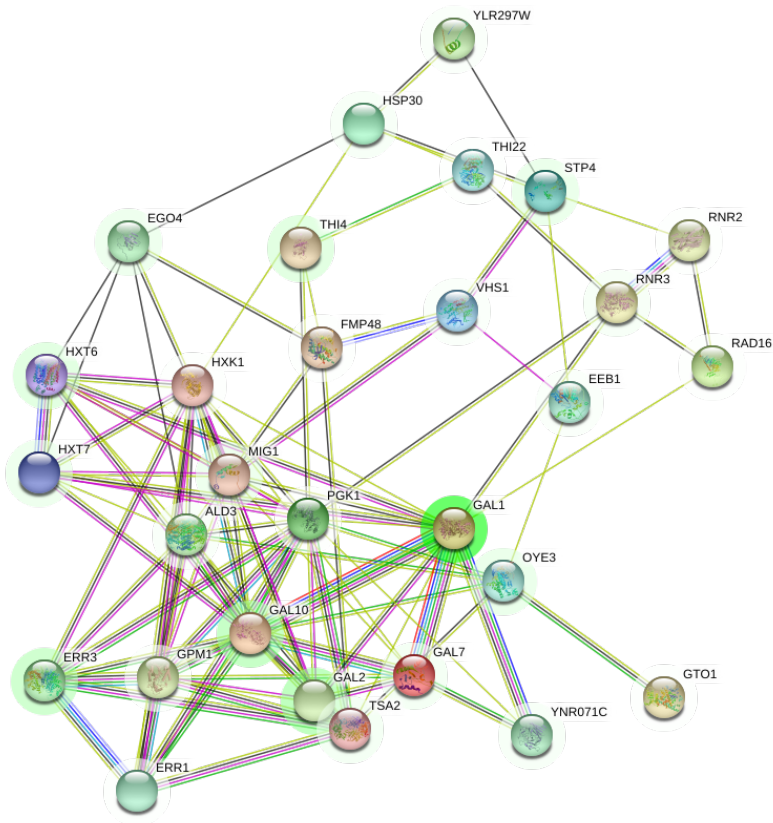 YLR297W
HSP30
THI22
STP4
EGO4
THI4
RNR2
RNR3
VHS1
FMP48
RAD16
HXT6
HXK1
EEB1
HXT7
MIG1
PGK1
GAL1
ALD3
OYE3
GAL10
GAL7
ERR3
GPM1
GAL2
GTO1
TSA2
YNR071C
ERR1